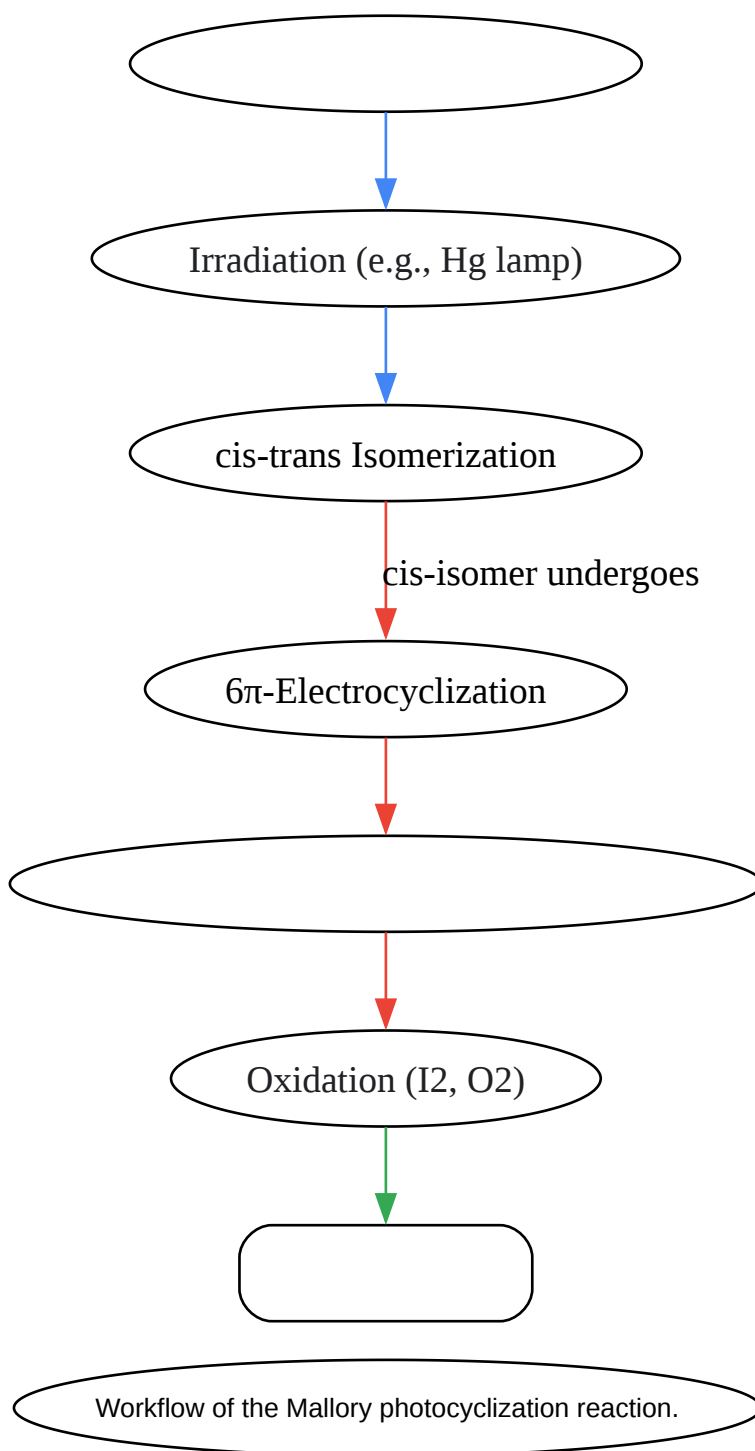 Irradiation (e.g., Hg lamp)
cis-trans Isomerization
cis-isomer undergoes
6π-Electrocyclization
Oxidation (I2, O2)
Workflow of the Mallory photocyclization reaction.